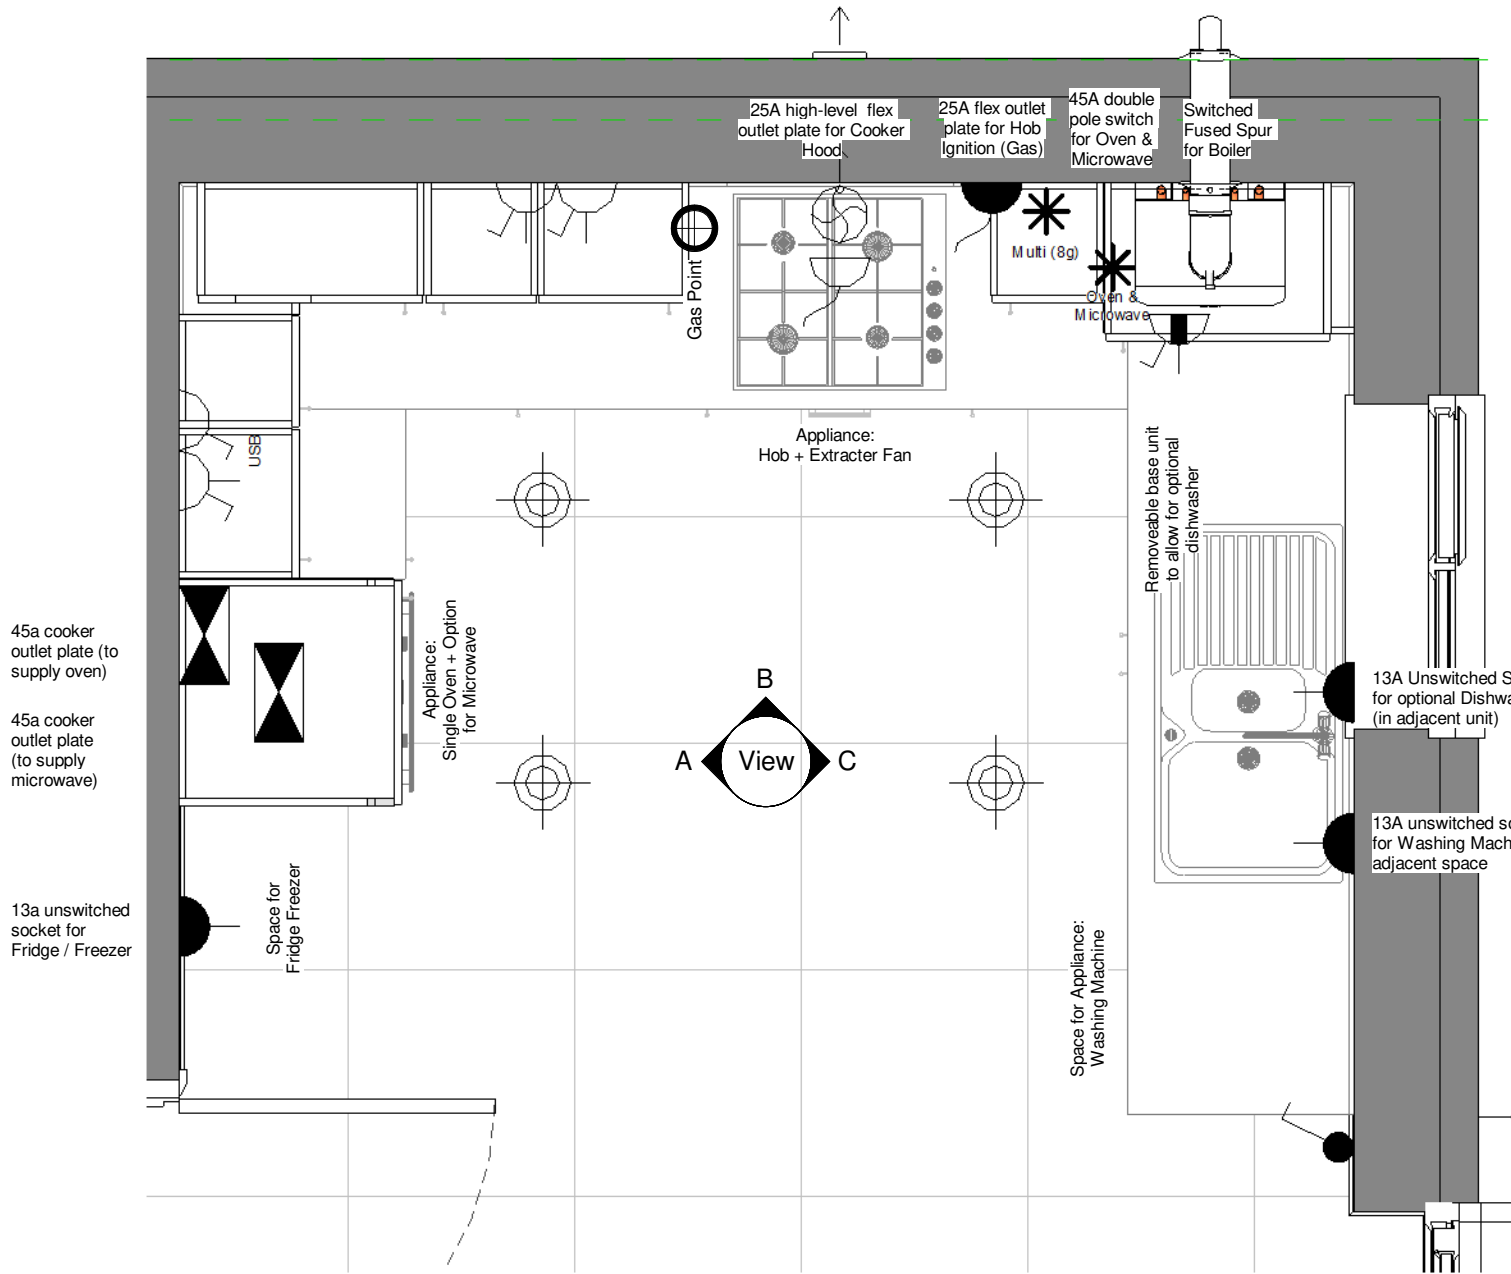 25A high-level flex
outlet plate for Cooker
Hood
25A flex outlet
plate for Hob
Ignition (Gas)
45A double
pole switch
for Oven &
Microwave
Switched
Fused Spur
for Boiler
Multi (8g)
Oven &
Microwave
Gas Point
USB
Appliance:
Hob + Extracter Fan
Removeable base unit
to allow for optional
dishwasher
45a cooker
outlet plate (to
supply oven)
45a cooker
outlet plate
(to supply
microwave)
Appliance:
Single Oven + Option
for Microwave
B
A
View
C
13A Unswitched S
for optional Dishwa
(in adjacent unit)
13A unswitched so
for Washing Mach
adjacent space
13a unswitched
socket for
Fridge / Freezer
Space for
Fridge Freezer
Space for Appliance:
Washing Machine